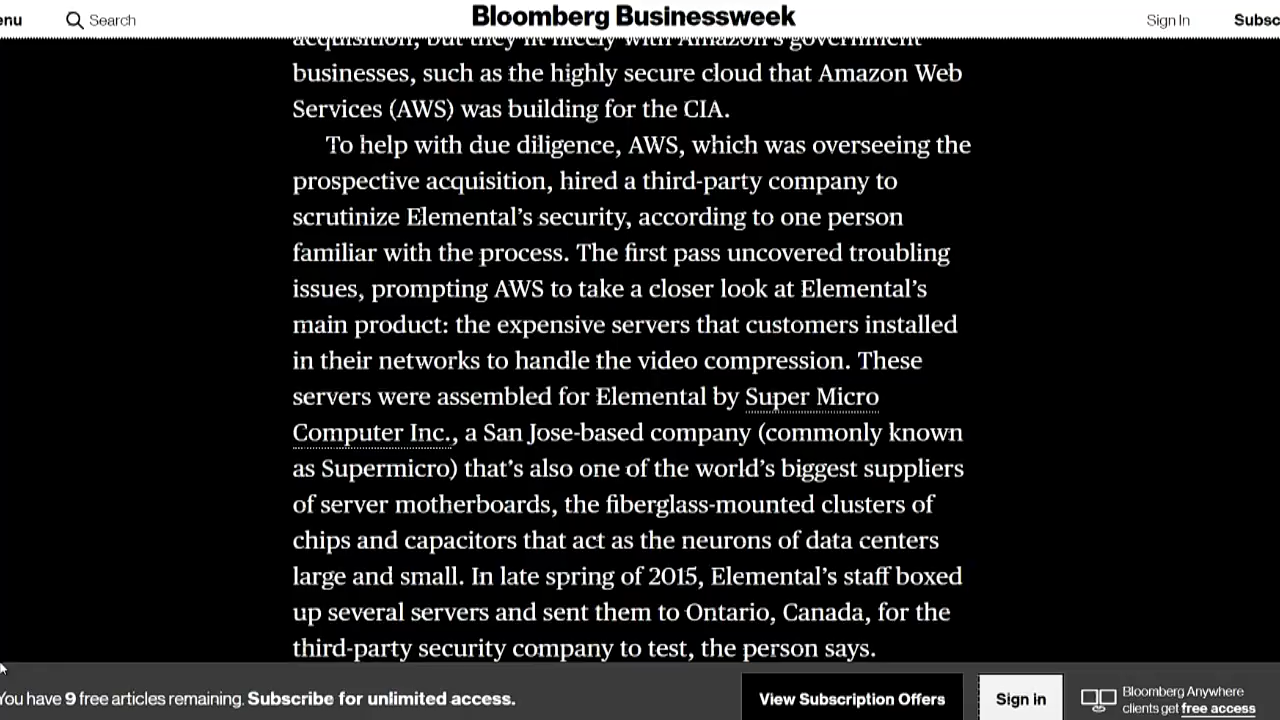 enu
Search
Bloomberg Businessweek
Sign In
Subsc
acquisition, but they fit nicely with Amazon's government
businesses, such as the highly secure cloud that Amazon Web
Services (AWS) was building for the CIA.
To help with due diligence, AWS, which was overseeing the
prospective acquisition, hired a third-party company to
scrutinize Elemental’s security, according to one person
familiar with the process. The first pass uncovered troubling
issues, prompting AWS to take a closer look at Elemental’s
main product: the expensive servers that customers installed
in their networks to handle the video compression. These
servers were assembled for Elemental by Super Micro
Computer Inc., a San Jose-based company (commonly known
as Supermicro) that’s also one of the world’s biggest suppliers
of server motherboards, the fiberglass-mounted clusters of
chips and capacitors that act as the neurons of data centers
large and small. In late spring of 2015, Elemental’s staff boxed
up several servers and sent them to Ontario, Canada, for the
third-party security company to test, the person says.
You have 9 free articles remaining. Subscribe for unlimited access.
View Subscription Offers
Sign in
Bloomberg Anywhere
clients get free access